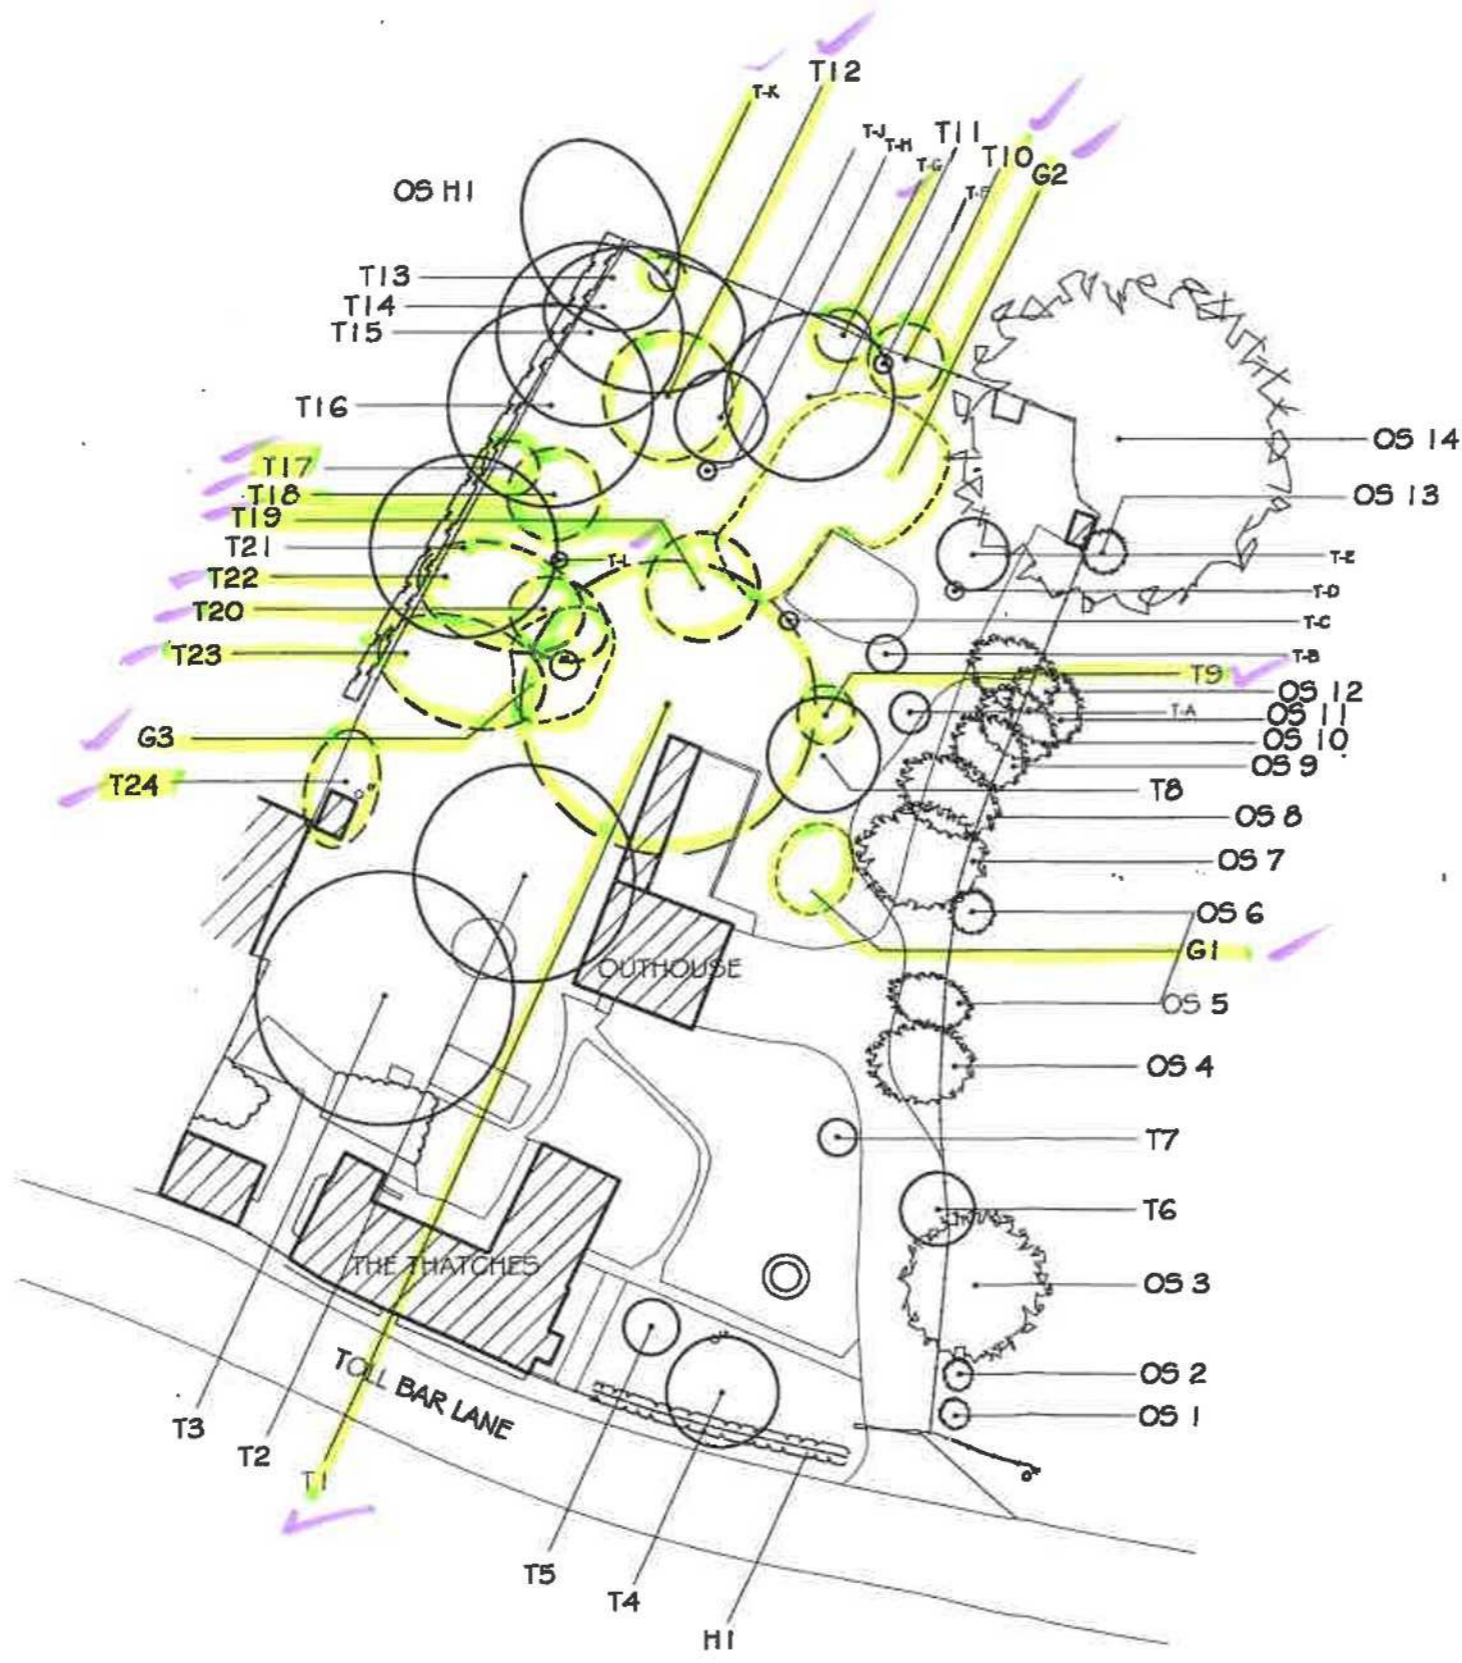 T12
T-K
T-J
T11
T-H
T10
T-G
G2
T-F
OS H1
T13
T14
T15
T16
OS 14
T17
T18
OS 13
T19
T21
T-L
T-E
T22
T-D
T20
T-C
T23
T-B
T9
OS 12
T-A
OS 11
G3
OS 10
OS 9
T24
T8
OS 8
OS 7
OS 6
G1
OUTHOUSE
OS 5
OS 4
T7
T6
THE THATCHES
OS 3
OS 2
TOLL BAR LANE
OS 1
T3
T2
T1
T5
T4
H1